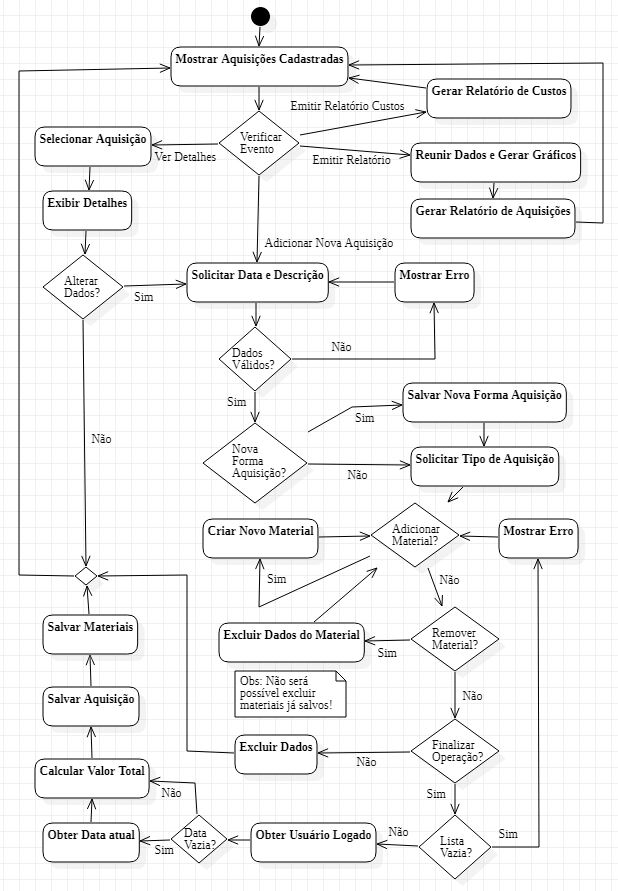 Mostrar Aquisições Cadastradas
Gerar Relatório de Custos
Emitir Relatório Custos
Selecionar Aquisição
Verificar
Evento
Ver Detalhes
Emitir Relatório
Reunir Dados e Gerar Gráficos
Exibir Detalhes
Gerar Relatório de Aquisições
Adicionar Nova Aquisição
Alterar
Dados?
Sim
Solicitar Data e Descrição
Mostrar Erro
Dados
Válidos?
Não
Sim
Salvar Nova Forma Aquisição
Sim
Nova
Forma
Aquisição?
Não
Solicitar Tipo de Aquisição
Não
Criar Novo Material
Adicionar
Material?
Mostrar Erro
Sim
Não
Salvar Materiais
Excluir Dados do Material
Sim
Remover
Material?
Obs: Não será
possível excluir
materiais já salvos!
Não
Salvar Aquisição
Excluir Dados
Não
Finalizar
Operação?
Calcular Valor Total
Não
Sim
Obter Data atual
Sim
Data
Vazia?
Obter Usuário Logado
Não
Lista
Vazia?
Sim